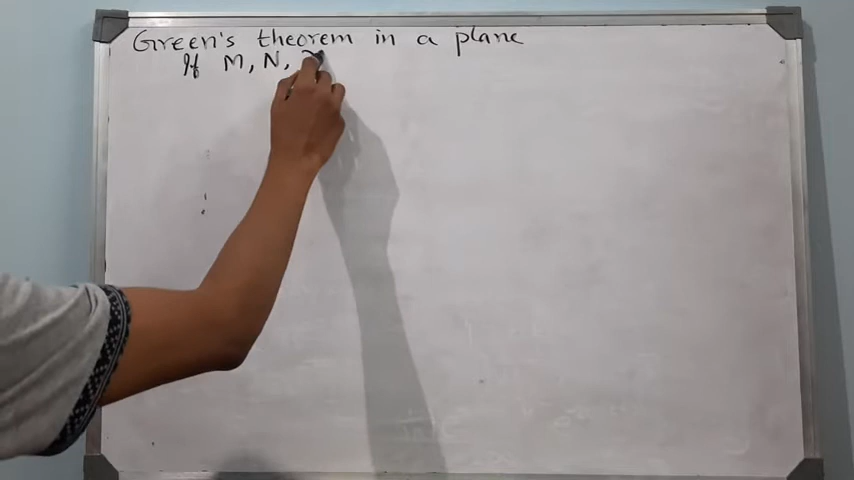 Green's theorem in a plane
If M, N,